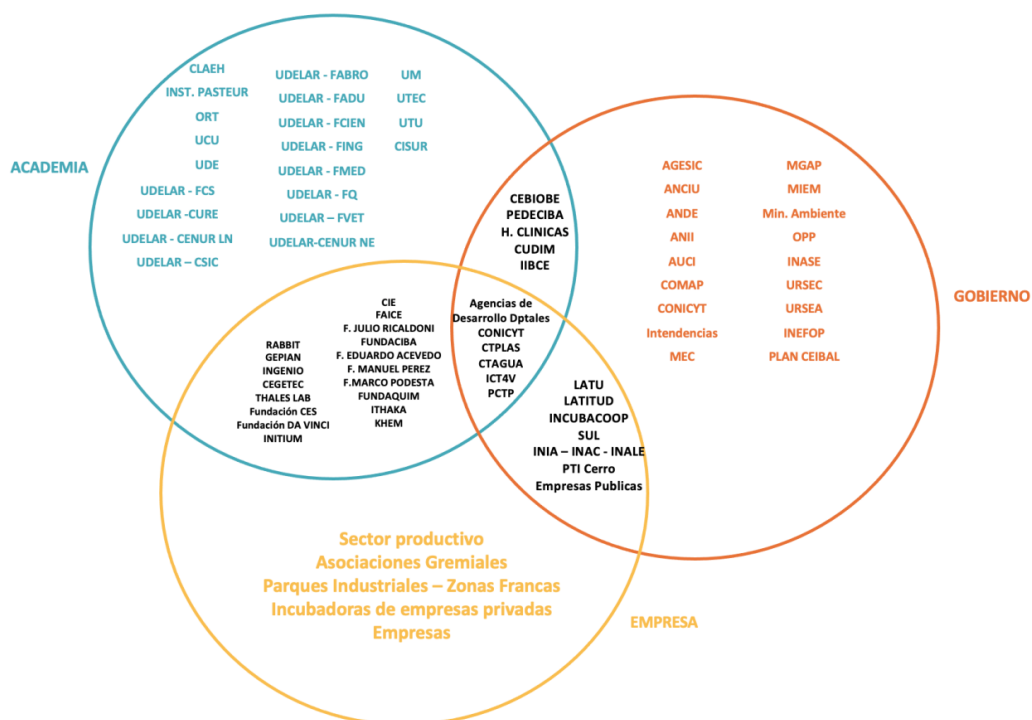 ACADEMIA
CLAEH
INST. PASTEUR
ORT
UCU
UDE
UDELAR - FCS
UDELAR -CURE
UDELAR - CENUR LN
UDELAR – CSIC
UDELAR - FABRO
UDELAR - FADU
UDELAR - FCIEN
UDELAR - FING
UDELAR - FMED
UDELAR - FQ
UDELAR – FVET
UDELAR-CENUR NE
UM
UTEC
UTU
CISUR
CEBIOBE
PEDECIBA
H. CLINICAS
CUDIM
IIBCE
AGESIC
ANCIU
ANDE
ANII
AUCI
COMAP
CONICYT
Intendencias
MEC
MGAP
MIEM
Min. Ambiente
OPP
INASE
URSEC
URSEA
INEFOP
PLAN CEIBAL
GOBIERNO
RABBIT
GEPIAN
INGENIO
CEGETEC
THALES LAB
Fundación CES
Fundación DA VINCI
INITIUM
CIE
FAICE
F. JULIO RICALDONI
FUNDACIBA
F. EDUARDO ACEVEDO
F. MANUEL PEREZ
F.MARCO PODESTA
FUNDAQUIM
ITHAKA
KHEM
Agencias de
Desarrollo Dptales
CONICYT
CTPLAS
CTAGUA
ICT4V
PCTP
LATU
LATITUD
INCUBACOOP
SUL
INIA – INAC - INALE
PTI Cerro
Empresas Publicas
Sector productivo
Asociaciones Gremiales
Parques Industriales – Zonas Francas
Incubadoras de empresas privadas
Empresas
EMPRESA